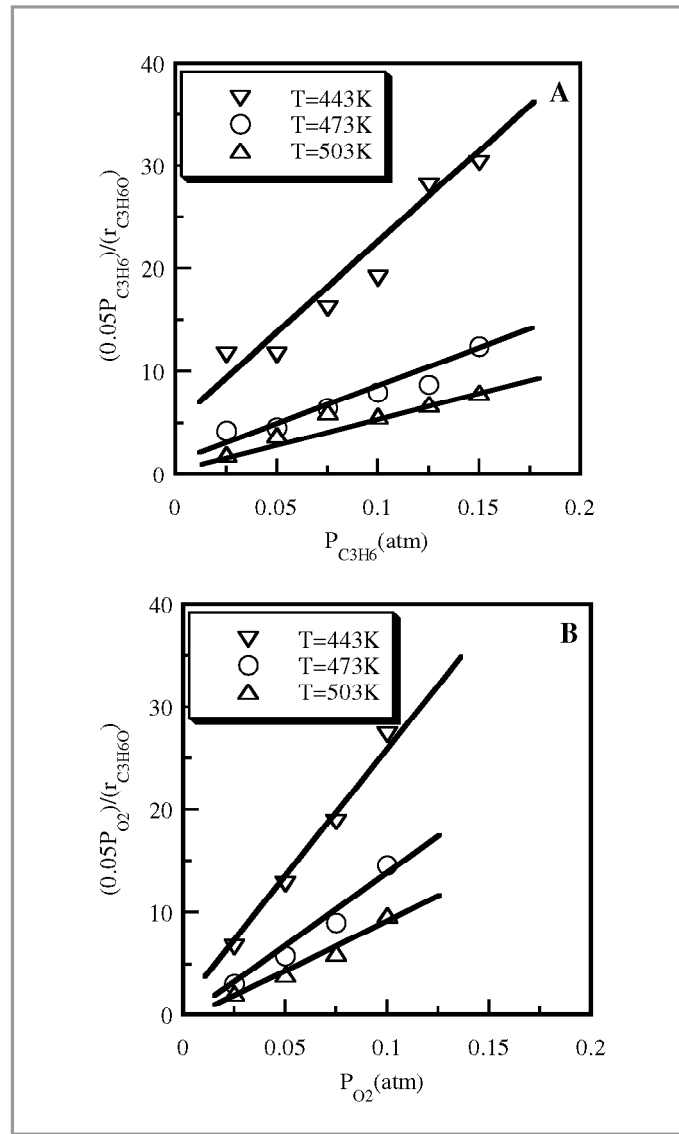 40
A
T=443K
T=473K
T=503K
30
20
10
0
(0.05P_C3H6)/(r_C3H6O)
0 0.05 0.1 0.15 0.2
P_C3H6(atm)
40
B
T=443K
T=473K
T=503K
30
20
10
0
(0.05P_O2)/(r_C3H6O)
0 0.05 0.1 0.15 0.2
P_O2(atm)